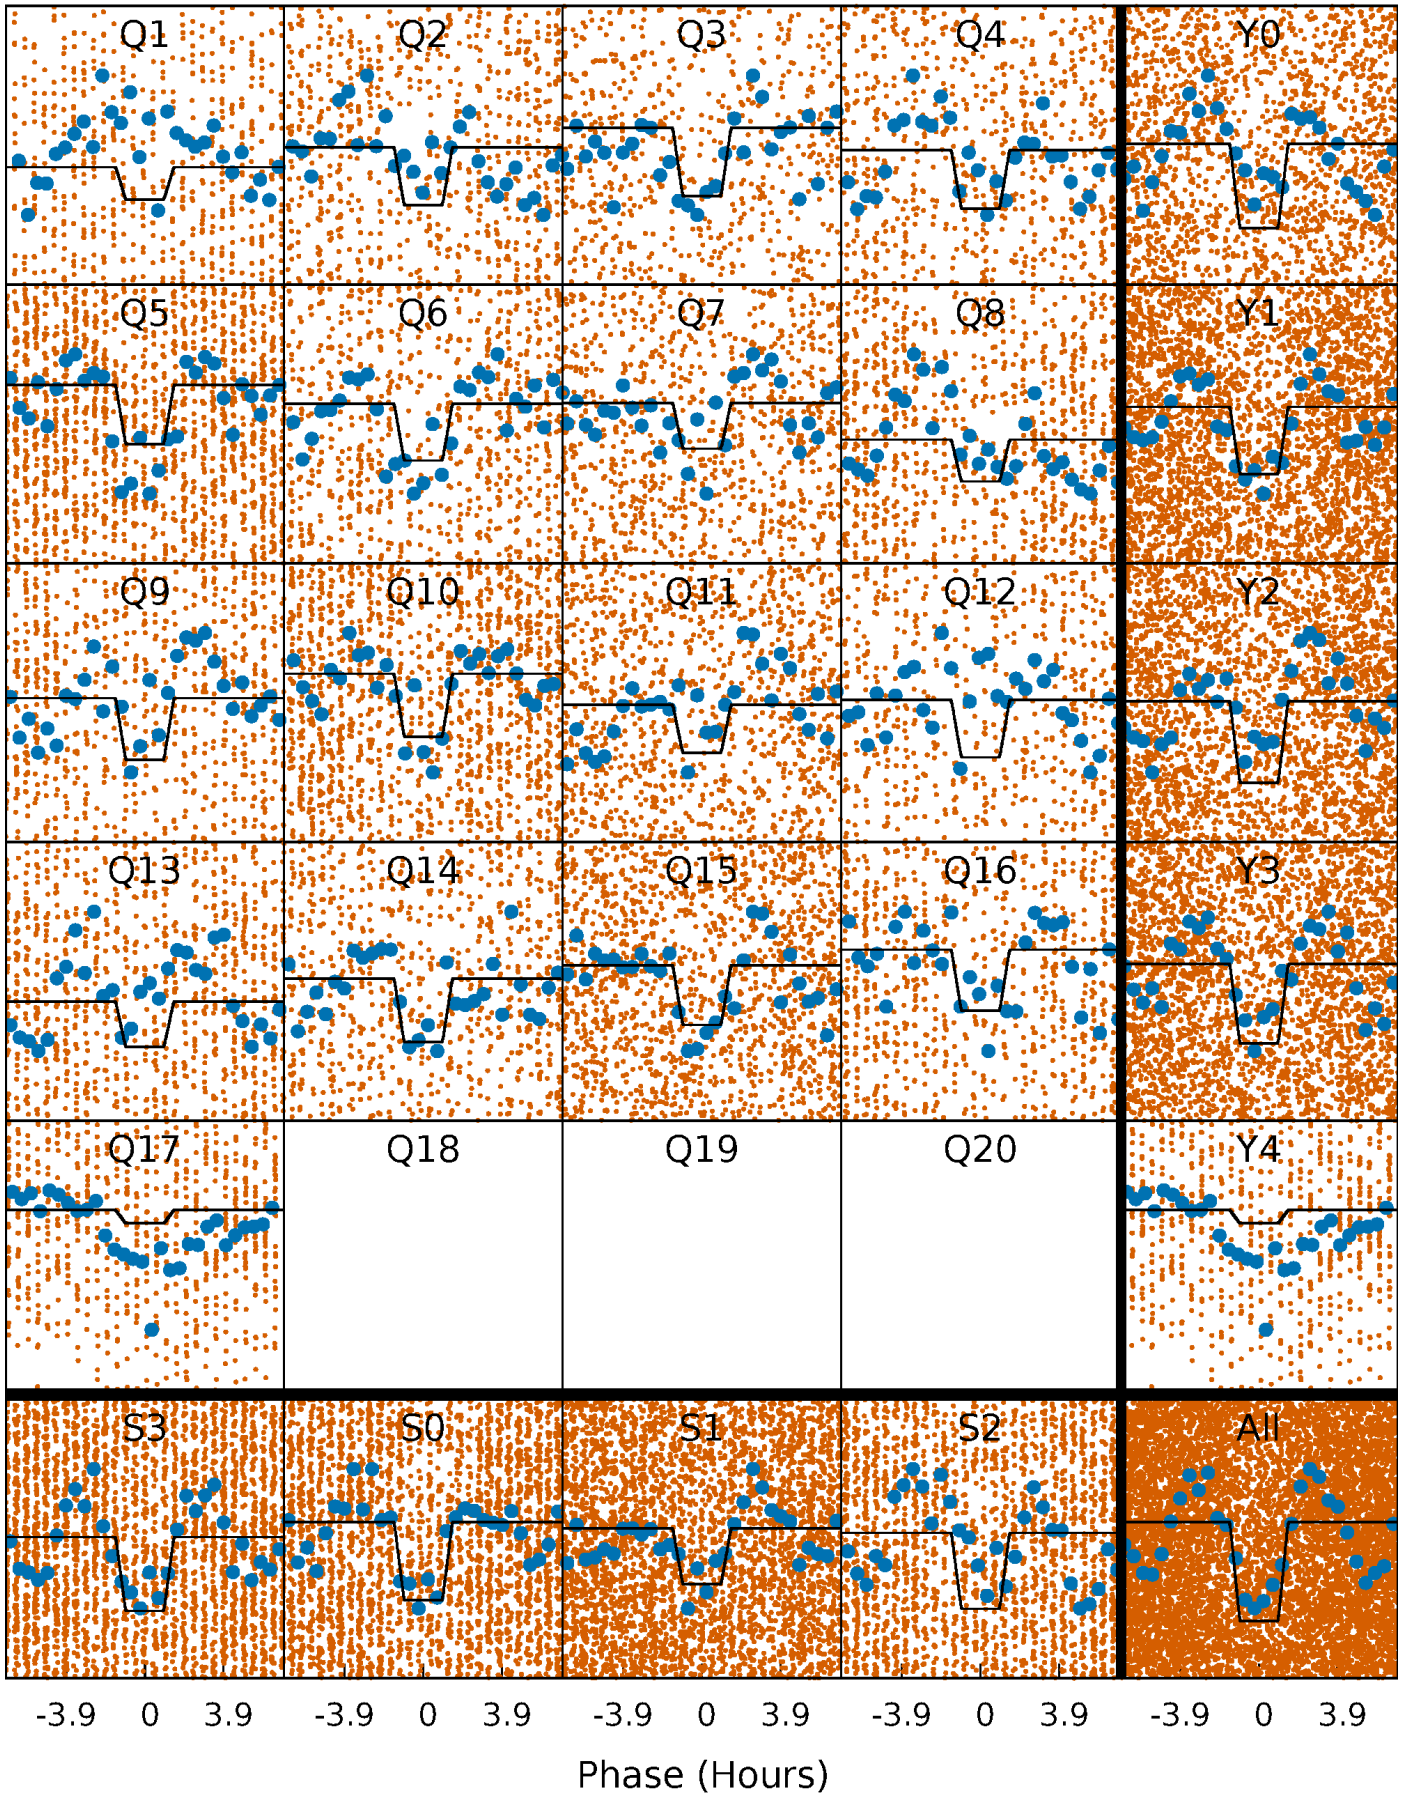 Q1 Q2 Q3 Q4 Y0
Q5 Q6 Q7 Q8 Y1
Q9 Q10 Q11 Q12 Y2
Q13 Q14 Q15 Q16 Y3
Q17 Q18 Q19 Q20 Y4
S3 S0 S1 S2 All
-3.9 0 3.9 -3.9 0 3.9 -3.9 0 3.9 -3.9 0 3.9 -3.9 0 3.9
Phase (Hours)